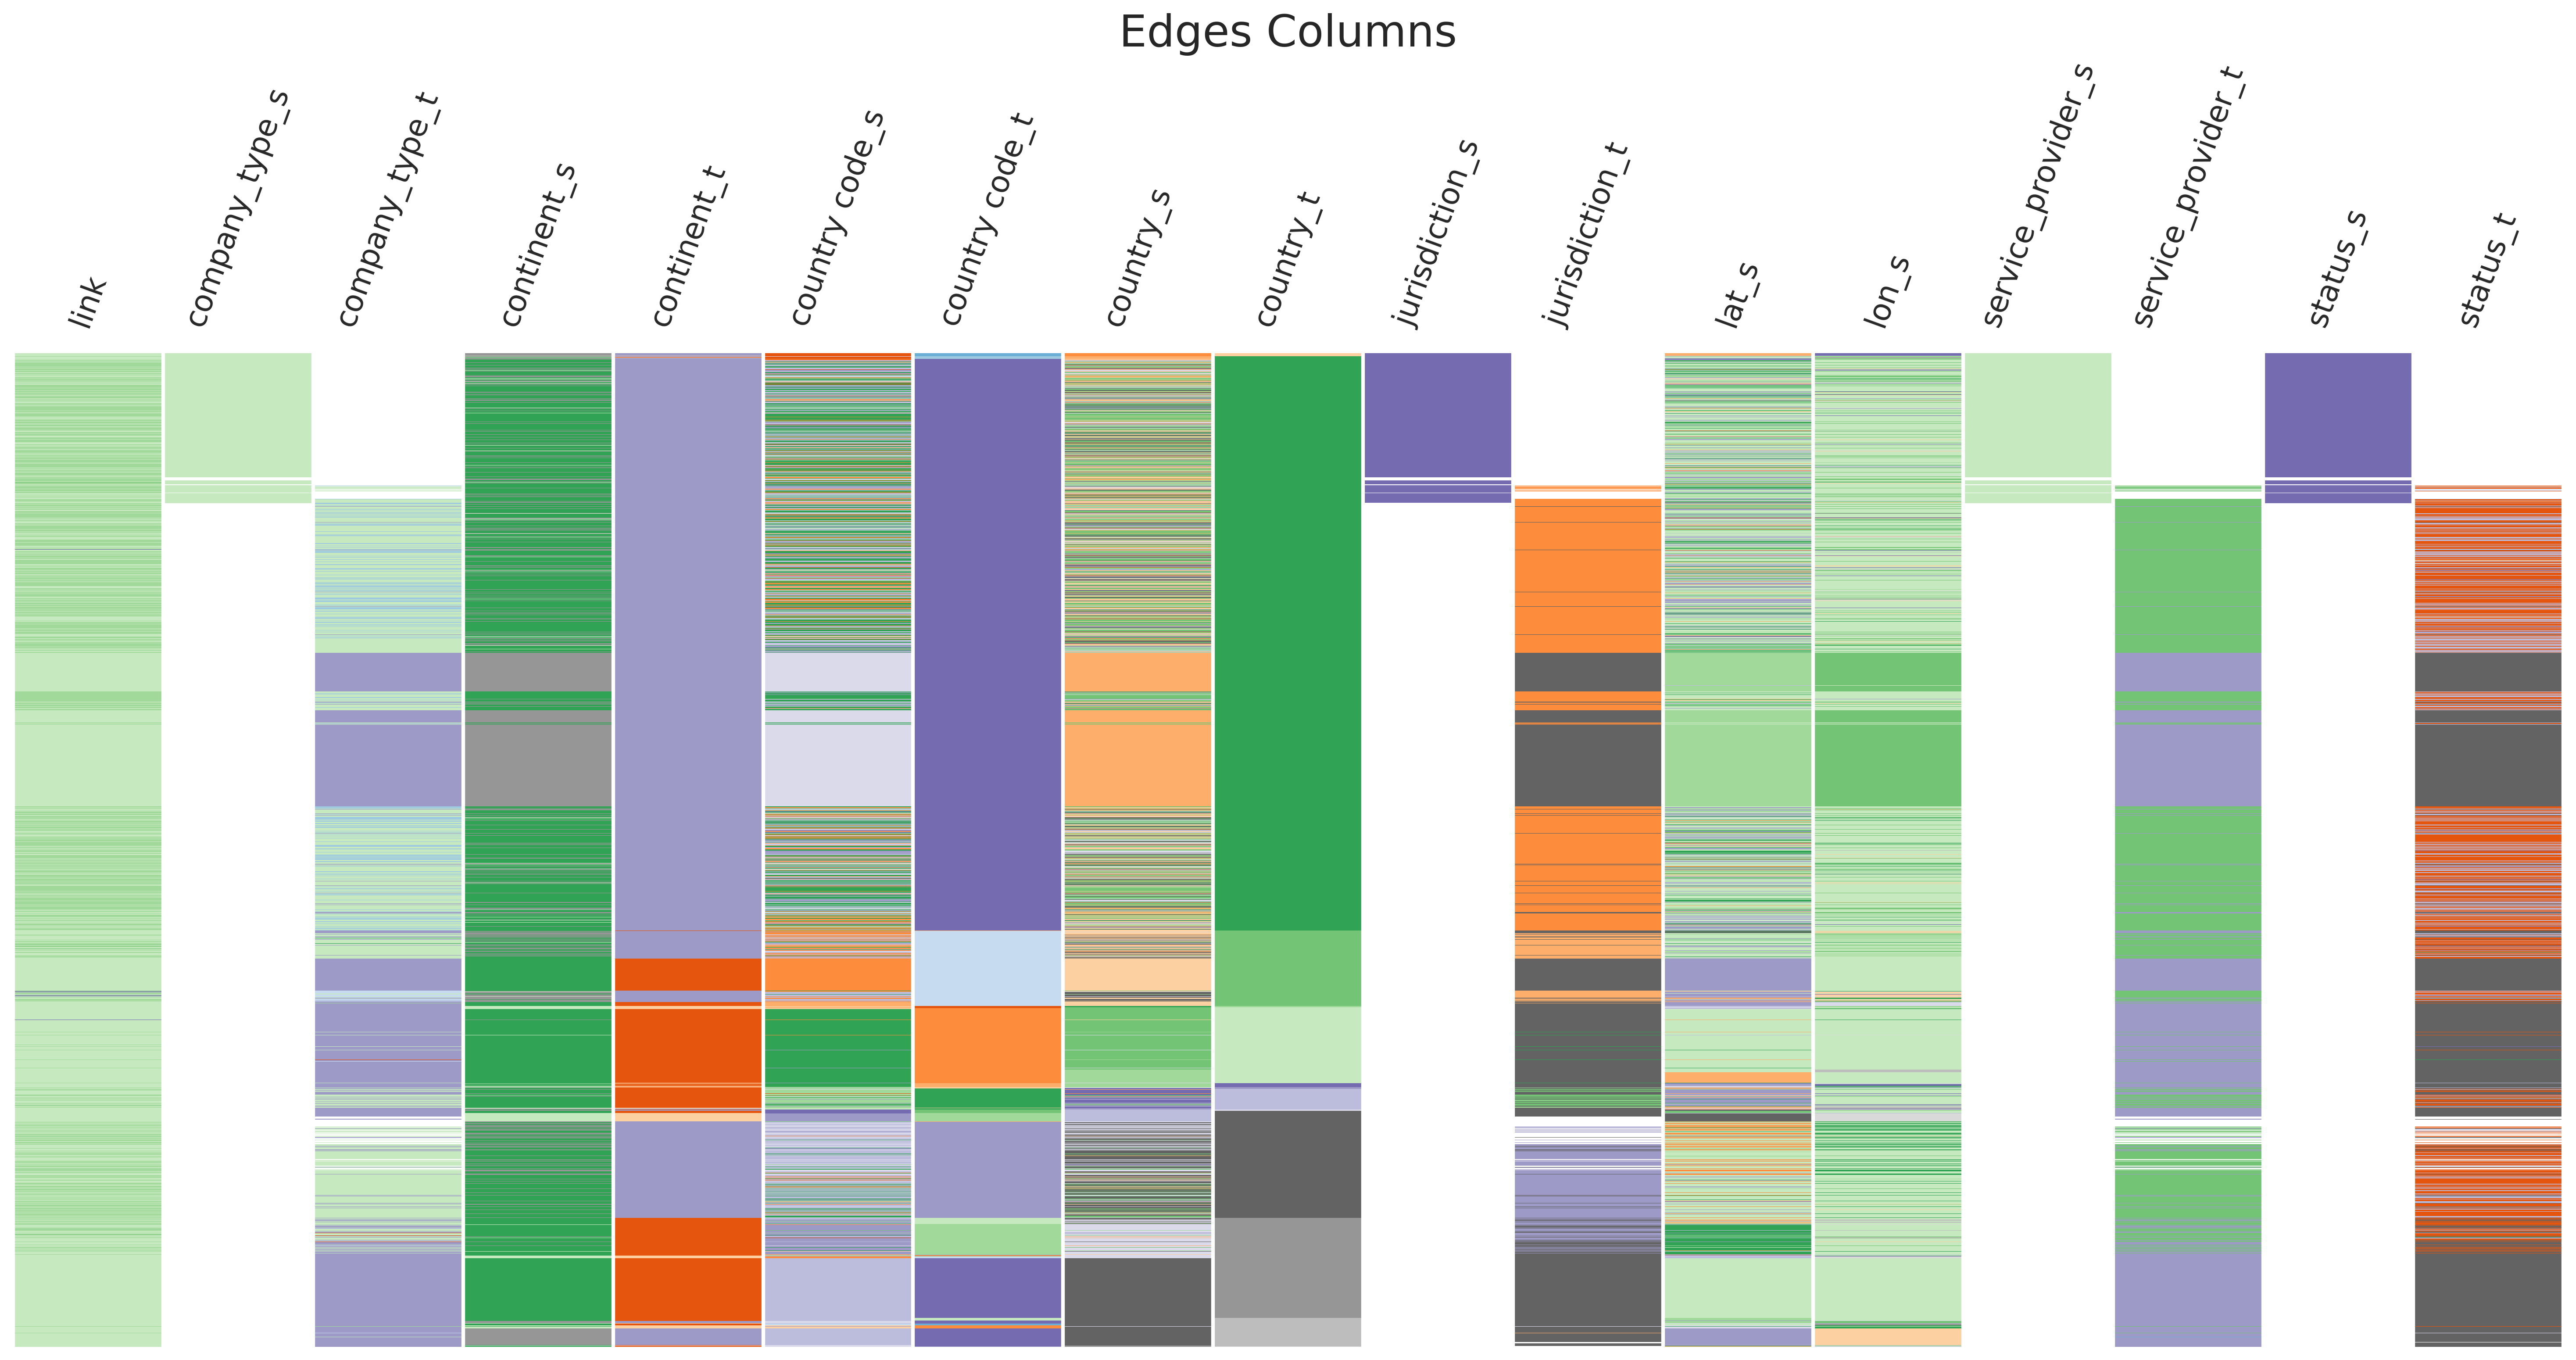 Edges Columns
link
company_type_s
company_type_t
continent_s
continent_t
country code_s
country code_t
country_s
country_t
jurisdiction_s
jurisdiction_t
lat_s
lon_s
service_provider_s
service_provider_t
status_s
status_t